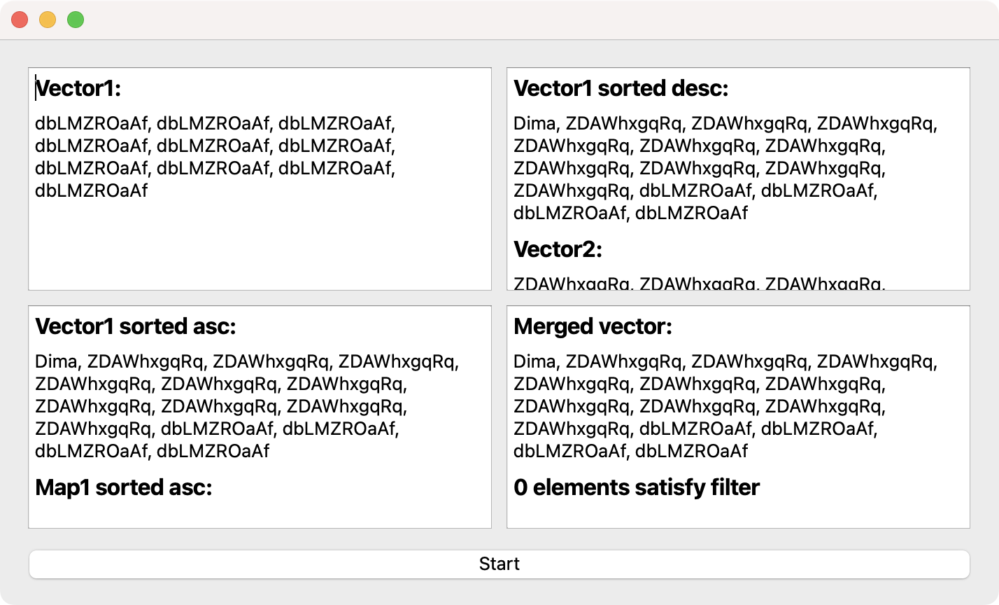 Vector1:
dbLMZROaAf, dbLMZROaAf, dbLMZROaAf,
dbLMZROaAf, dbLMZROaAf, dbLMZROaAf,
dbLMZROaAf, dbLMZROaAf, dbLMZROaAf,
dbLMZROaAf
Vector1 sorted desc:
Dima, ZDAWhxgqRq, ZDAWhxgqRq, ZDAWhxgqRq,
ZDAWhxgqRq, ZDAWhxgqRq, ZDAWhxgqRq,
ZDAWhxgqRq, ZDAWhxgqRq, ZDAWhxgqRq,
ZDAWhxgqRq, dbLMZROaAf, dbLMZROaAf,
dbLMZROaAf, dbLMZROaAf
Vector2:
ZDAWhxgqRq, ZDAWhxgqRq, ZDAWhxgqRq,
Vector1 sorted asc:
Dima, ZDAWhxgqRq, ZDAWhxgqRq, ZDAWhxgqRq,
ZDAWhxgqRq, ZDAWhxgqRq, ZDAWhxgqRq,
ZDAWhxgqRq, ZDAWhxgqRq, ZDAWhxgqRq,
ZDAWhxgqRq, dbLMZROaAf, dbLMZROaAf,
dbLMZROaAf, dbLMZROaAf
Map1 sorted asc:
Merged vector:
Dima, ZDAWhxgqRq, ZDAWhxgqRq, ZDAWhxgqRq,
ZDAWhxgqRq, ZDAWhxgqRq, ZDAWhxgqRq,
ZDAWhxgqRq, ZDAWhxgqRq, ZDAWhxgqRq,
ZDAWhxgqRq, dbLMZROaAf, dbLMZROaAf,
dbLMZROaAf, dbLMZROaAf
0 elements satisfy filter
Start